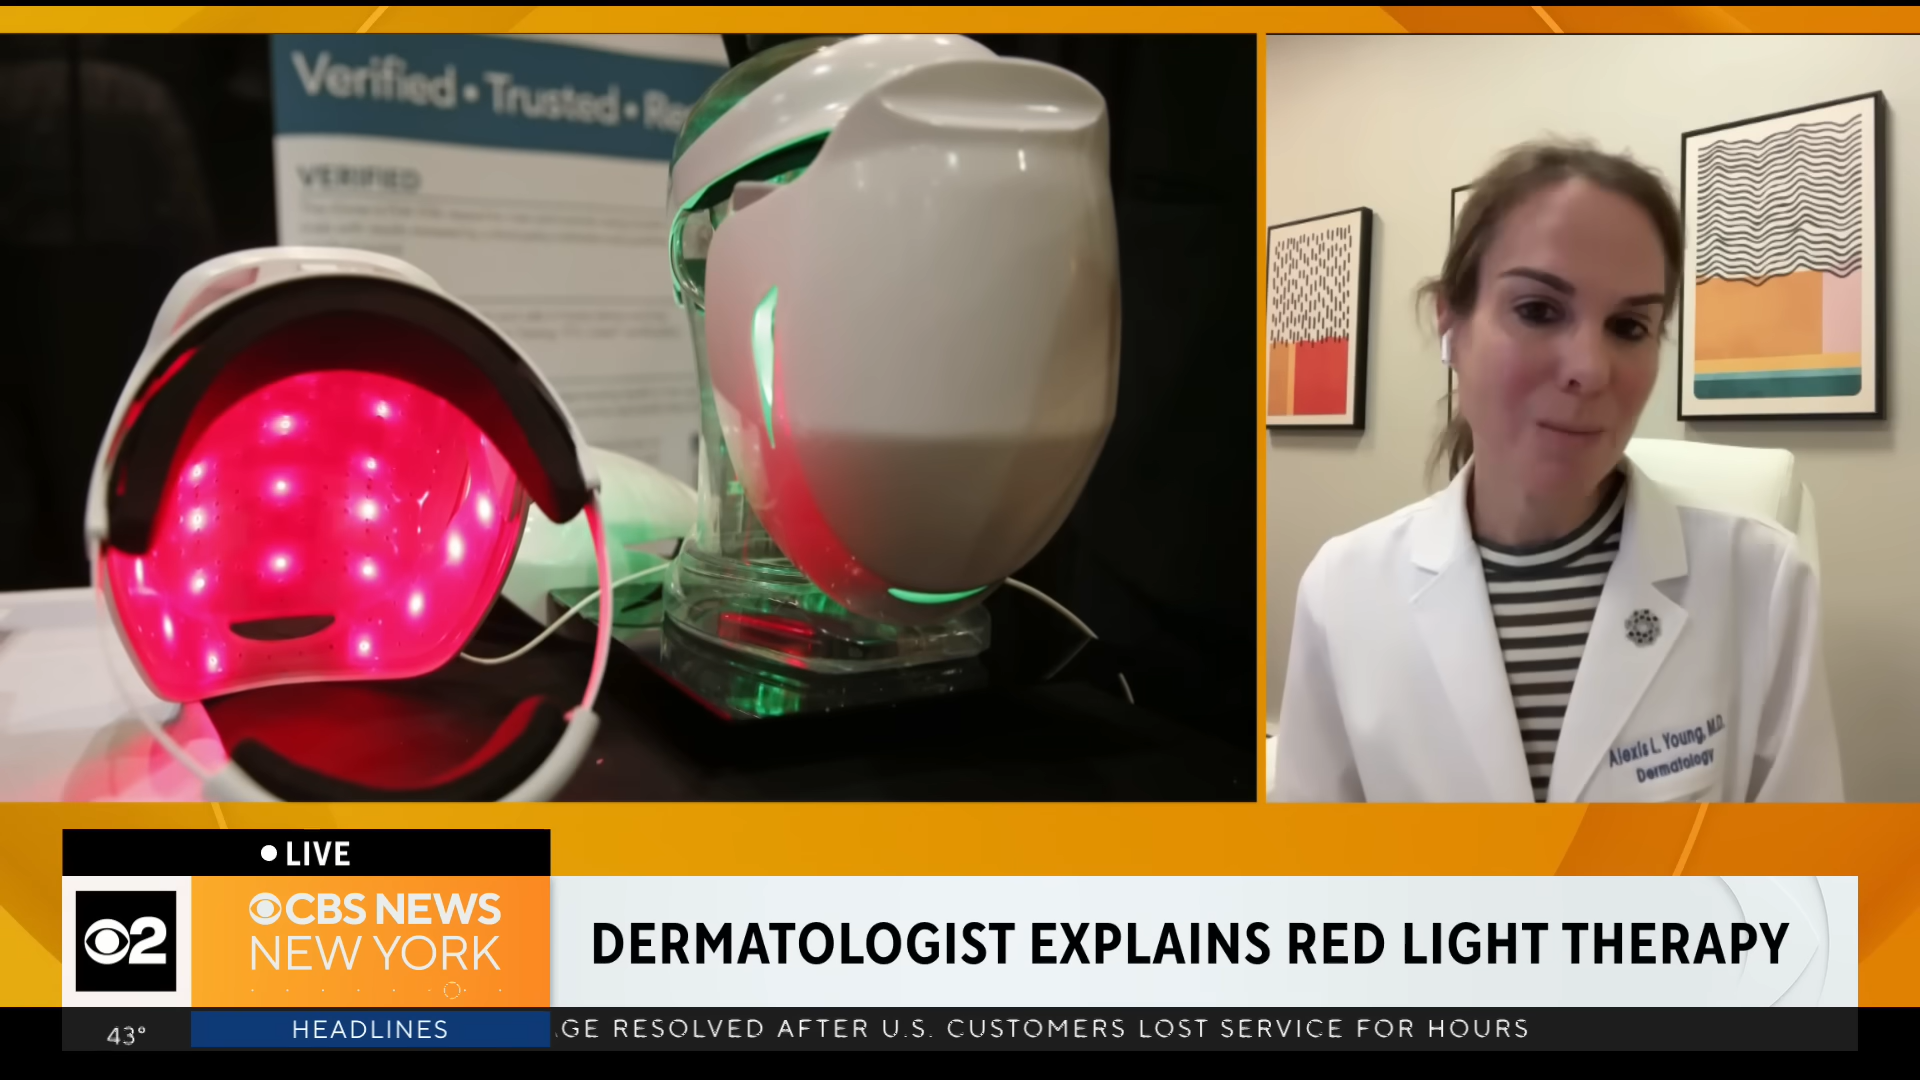 Verified • Trusted • Re
VERIFIED
Alexis L. Young, M.D.
Dermatology
LIVE
2
CBS NEWS
NEW YORK
DERMATOLOGIST EXPLAINS RED LIGHT THERAPY
43°
HEADLINES
GE RESOLVED AFTER U.S. CUSTOMERS LOST SERVICE FOR HOURS